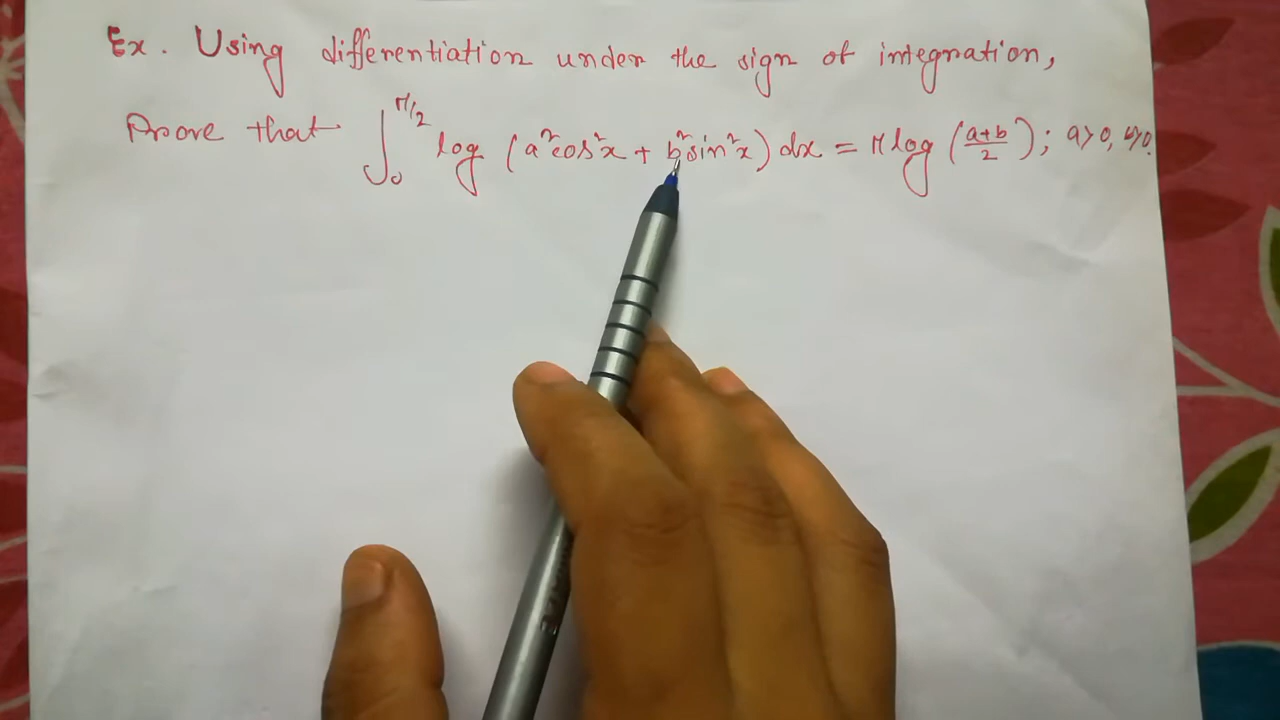 Ex. Using differentiation under the sign of integration,
Prove that ∫₀^{π/2} log (a²cos²x + b²sin²x) dx = π log (a+b/2); a>0, b>0.